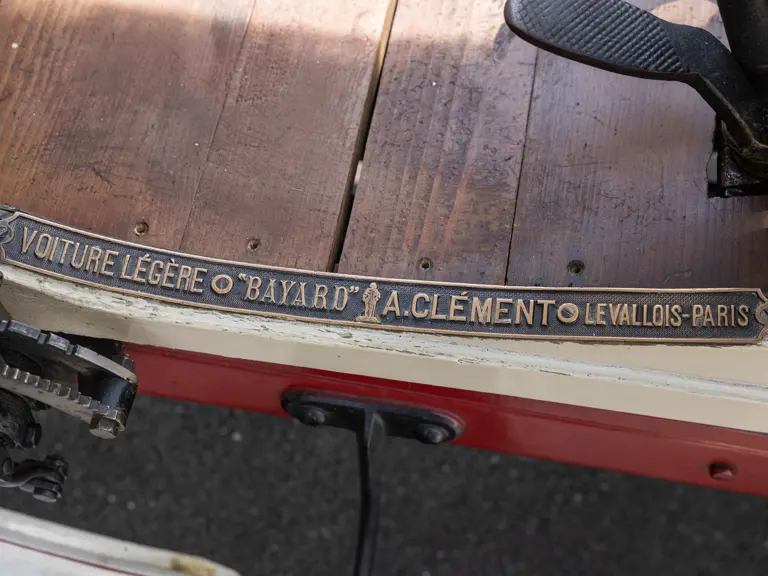 VOITURE LÉGÈRE "BAYARD" A.CLÉMENT LEVALLOIS-PARIS